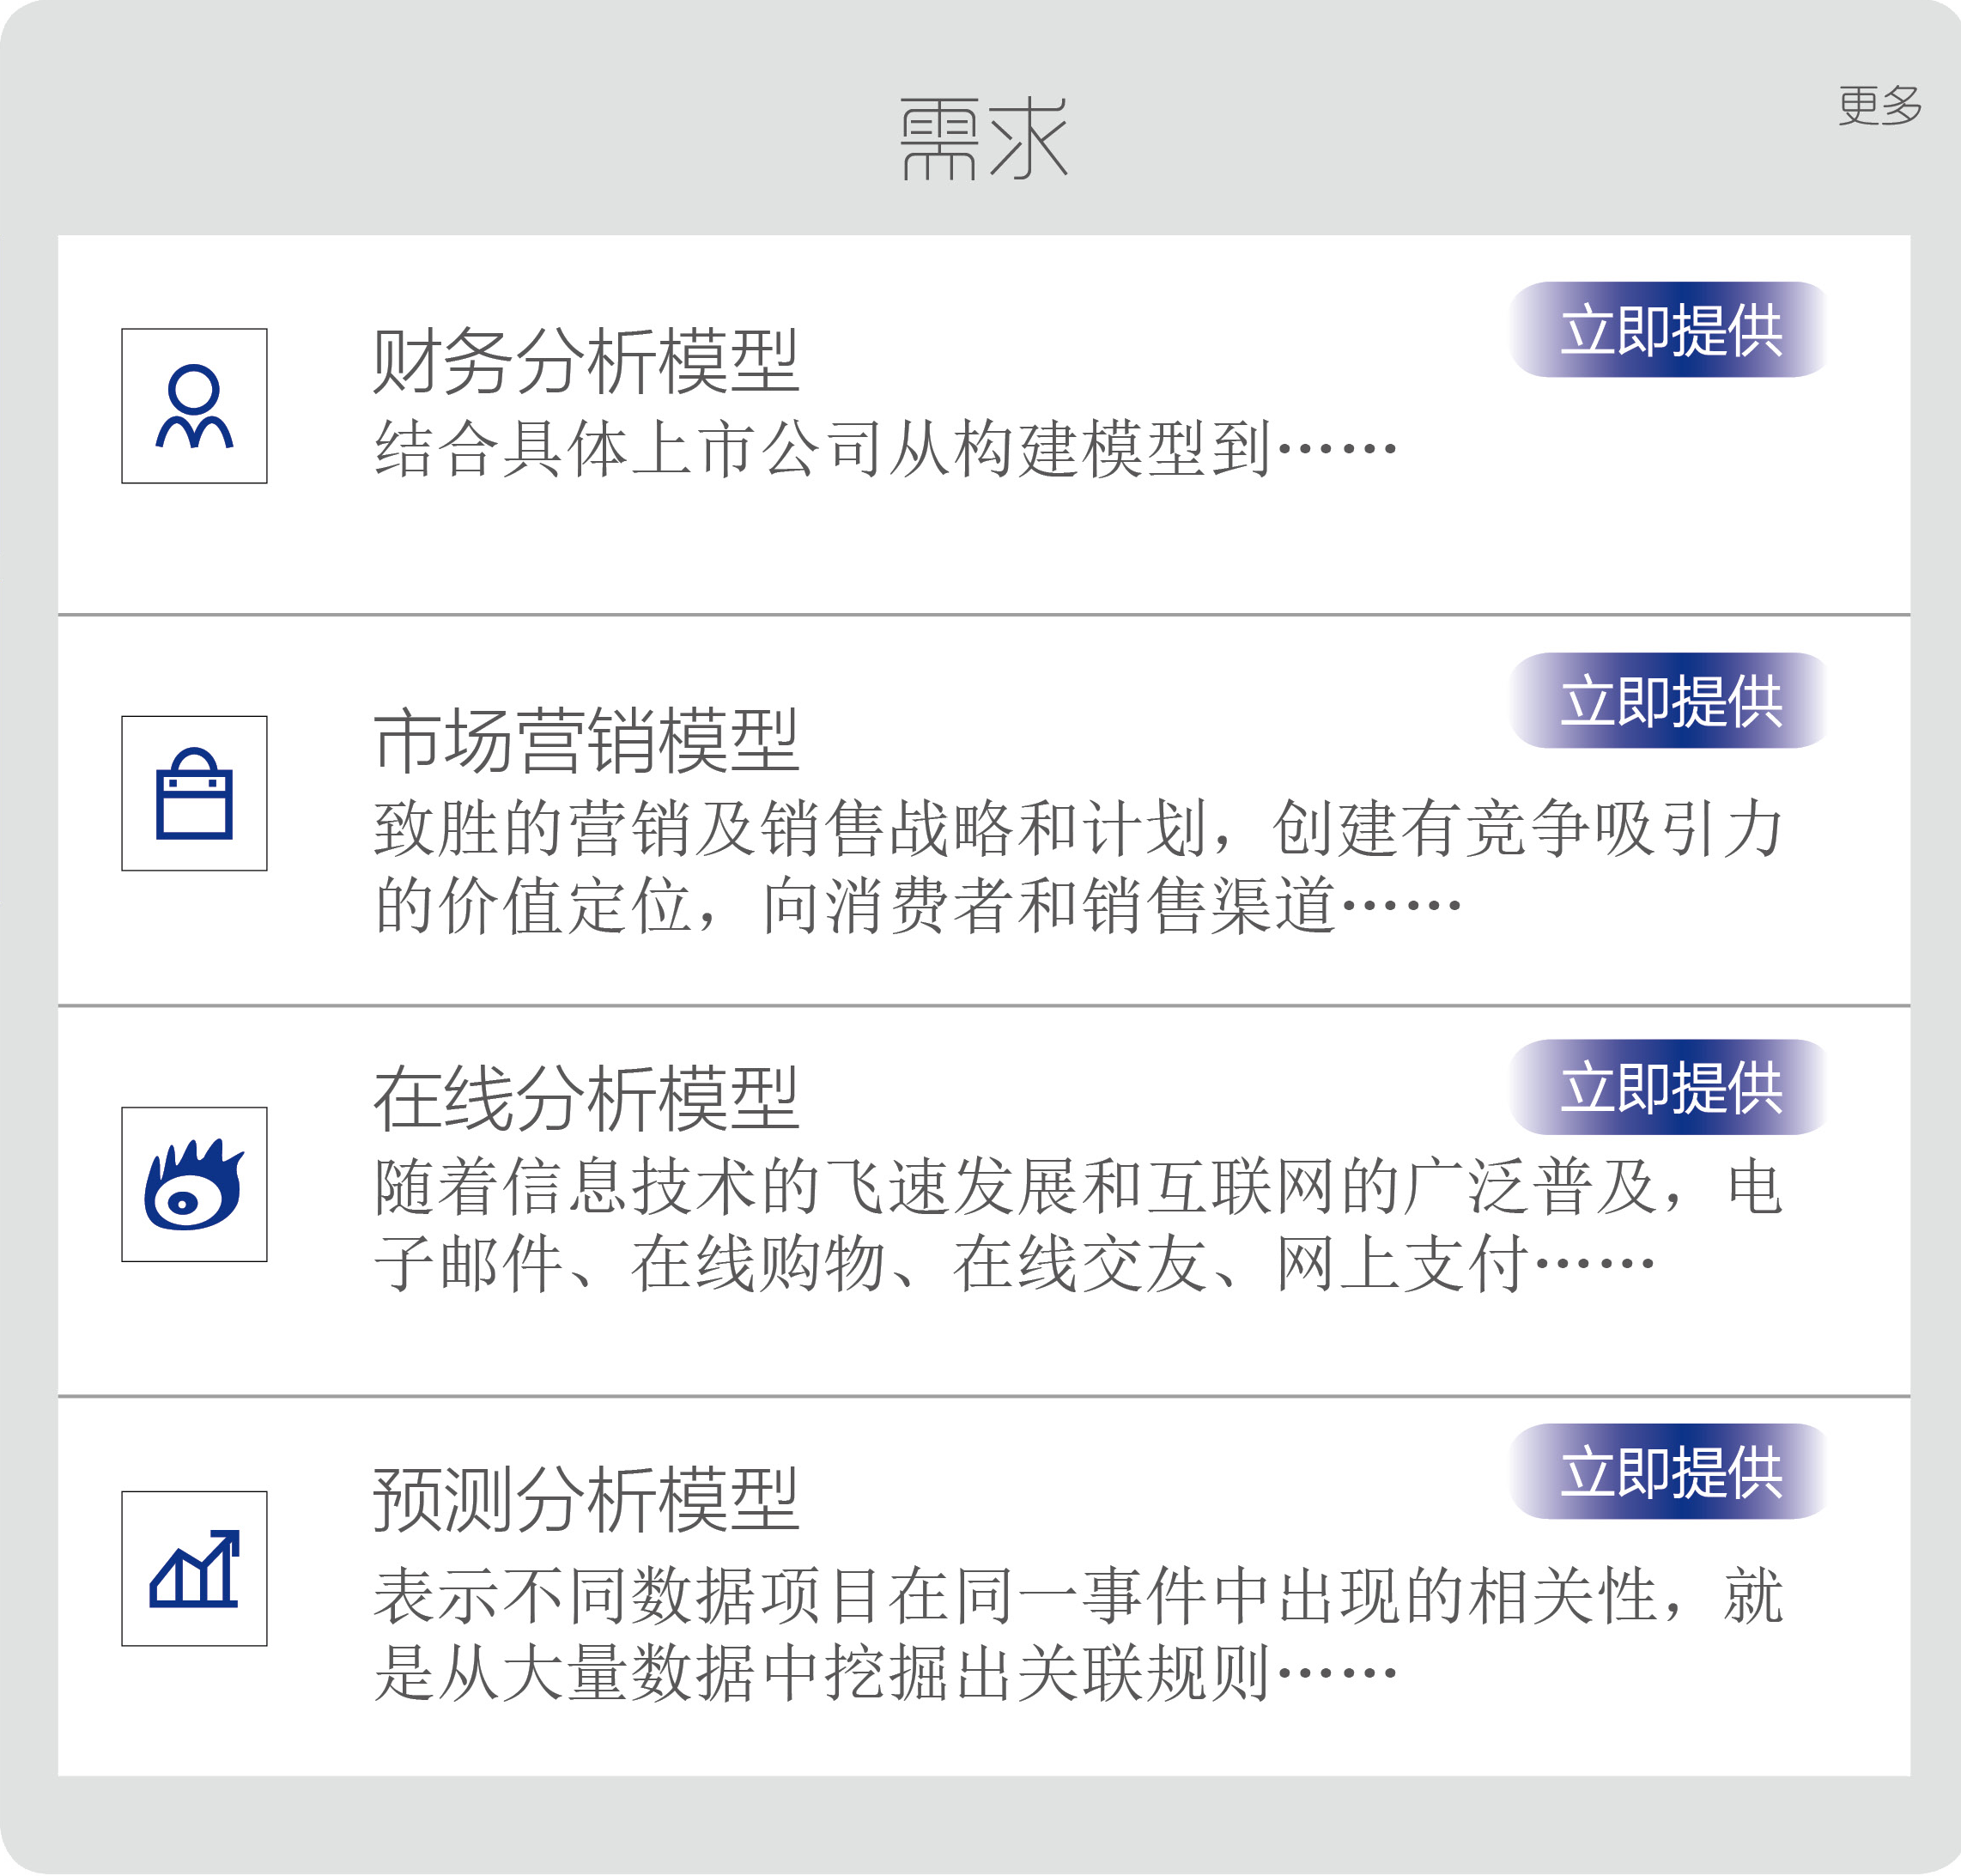 需求
更多
立即提供
财务分析模型
结合具体上市公司从构建模型到……
立即提供
市场营销模型
致胜的营销及销售战略和计划，创建有竞争吸引力
的价值定位，向消费者和销售渠道……
立即提供
在线分析模型
随着信息技术的飞速发展和互联网的广泛普及，电
子邮件、在线购物、在线交友、网上支付……
立即提供
预测分析模型
表示不同数据项目在同一事件中出现的相关性，就
是从大量数据中挖掘出关联规则……